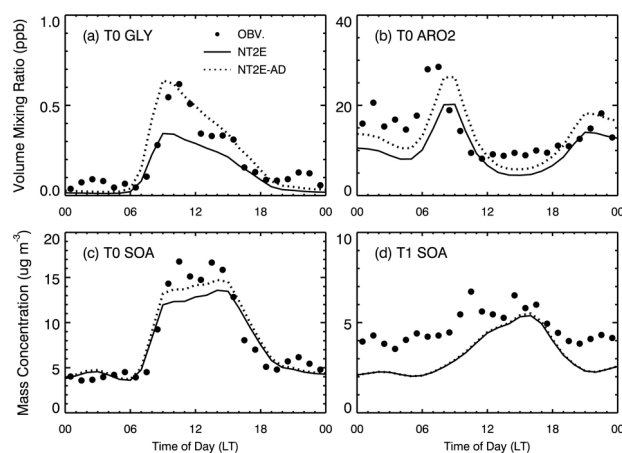 (a) T0 GLY
OBV.
NT2E
NT2E-AD
(b) T0 ARO2
Volume Mixing Ratio (ppb)
1.0
0.5
0.0
40
20
0
00 06 12 18 00
00 06 12 18 00
(c) T0 SOA
(d) T1 SOA
Mass Concentration (ug m⁻³)
20
15
10
5
0
10
5
0
00 06 12 18 00
00 06 12 18 00
Time of Day (LT)
Time of Day (LT)